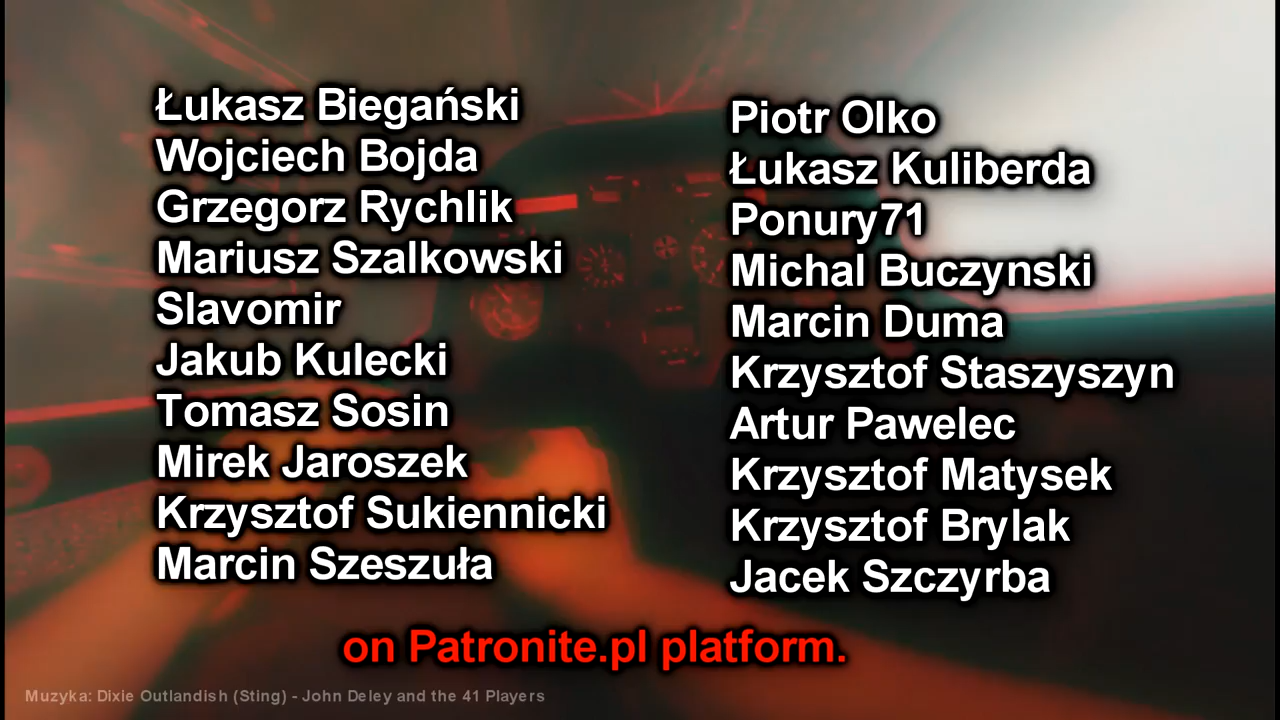 Łukasz Biegański
Wojciech Bojda
Grzegorz Rychlik
Mariusz Szalkowski
Slavomir
Jakub Kulecki
Tomasz Sosin
Mirek Jaroszek
Krzysztof Sukiennicki
Marcin Szeszuła
Piotr Olko
Łukasz Kuliberda
Ponury71
Michal Buczynski
Marcin Duma
Krzysztof Staszyszyn
Artur Pawelec
Krzysztof Matysek
Krzysztof Brylak
Jacek Szczyrba
on Patronite.pl platform.
Muzyka: Dixie Outlandish (Sting) - John Deley and the 41 Players